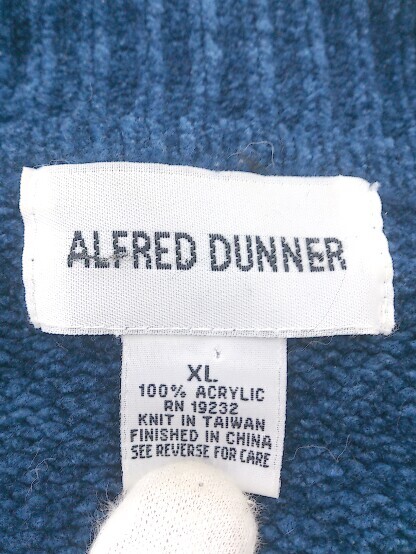 ALFRED DUNNER
XL
100% ACRYLIC
RN 19232
KNIT IN TAIWAN
FINISHED IN CHINA
SEE REVERSE FOR CARE